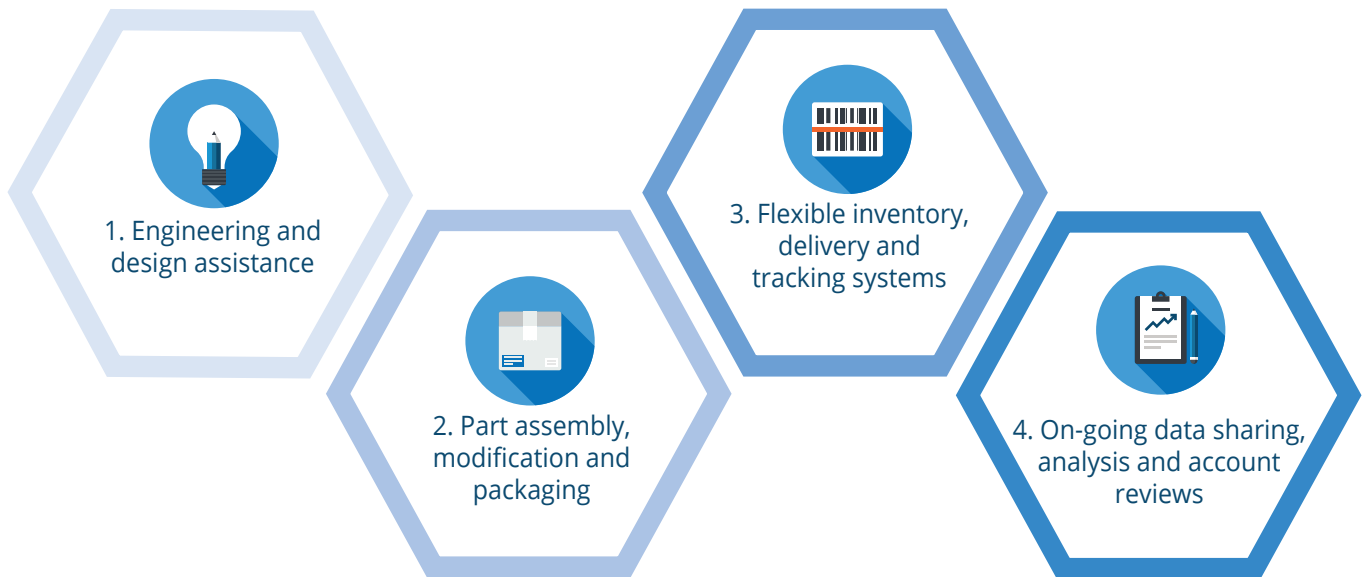 1. Engineering and
design assistance
2. Part assembly,
modification and
packaging
3. Flexible inventory,
delivery and
tracking systems
4. On-going data sharing,
analysis and account
reviews